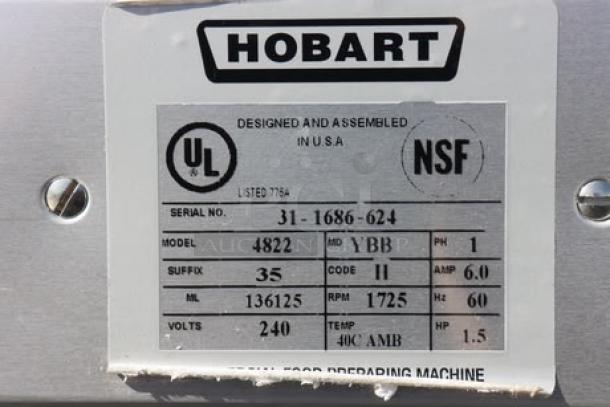 HOBART
DESIGNED AND ASSEMBLED
IN U.S.A
UL
®
NSF
LISTED 776A
SERIAL NO. 31-1686-624
MODEL 4822 MD YBB PH 1
SUFFIX 35 CODE H AMP 6.0
ML 136125 RPM 1725 Hz 60
VOLTS 240 TEMP 40C AMB HP 1.5
FOOD PREPARING MACHINE